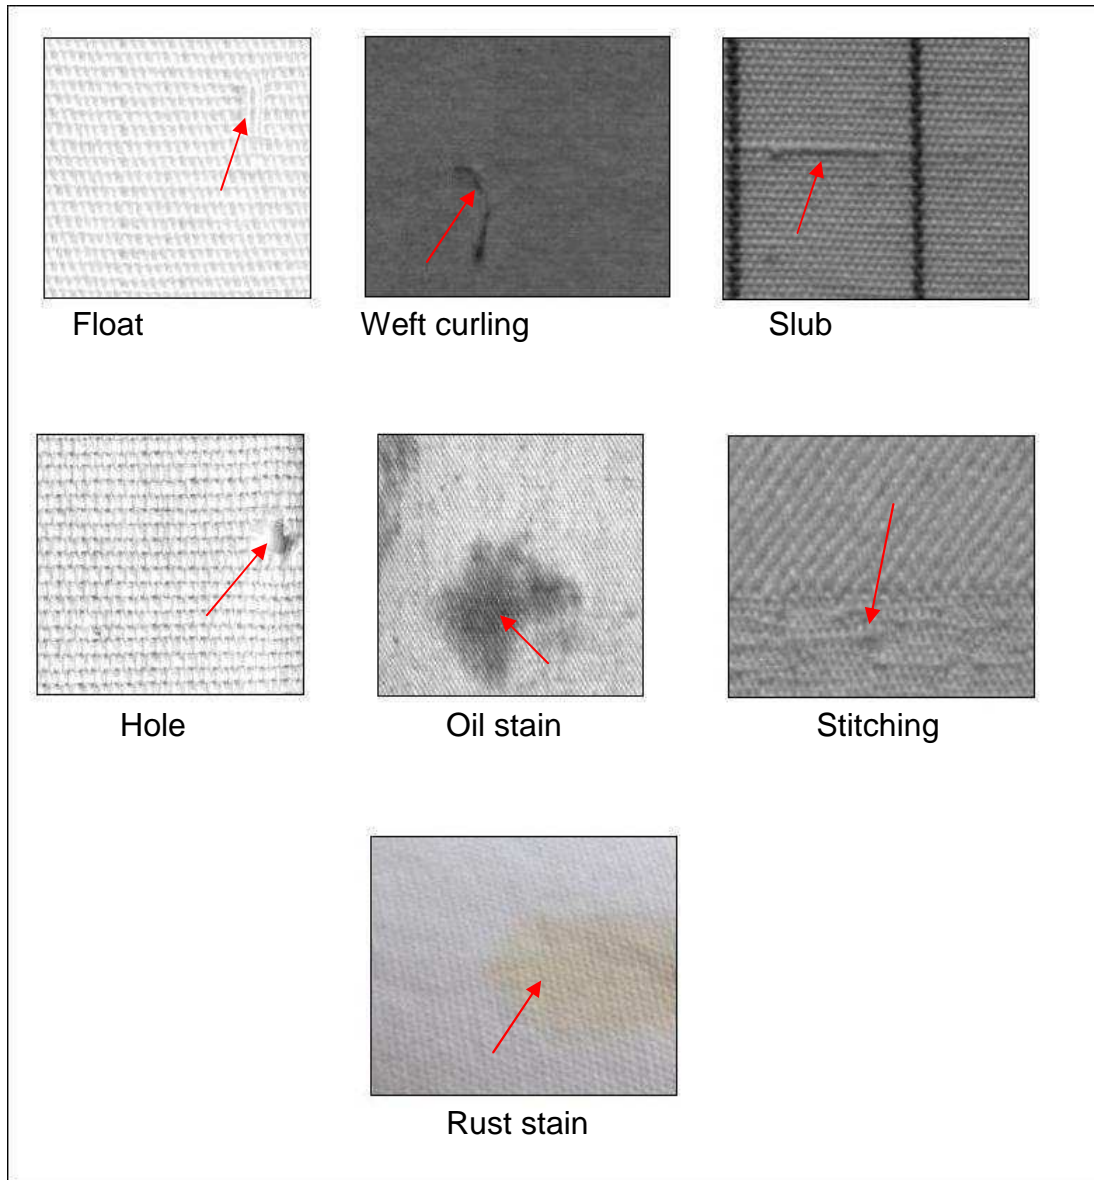 Float
Weft curling
Slub
Hole
Oil stain
Stitching
Rust stain